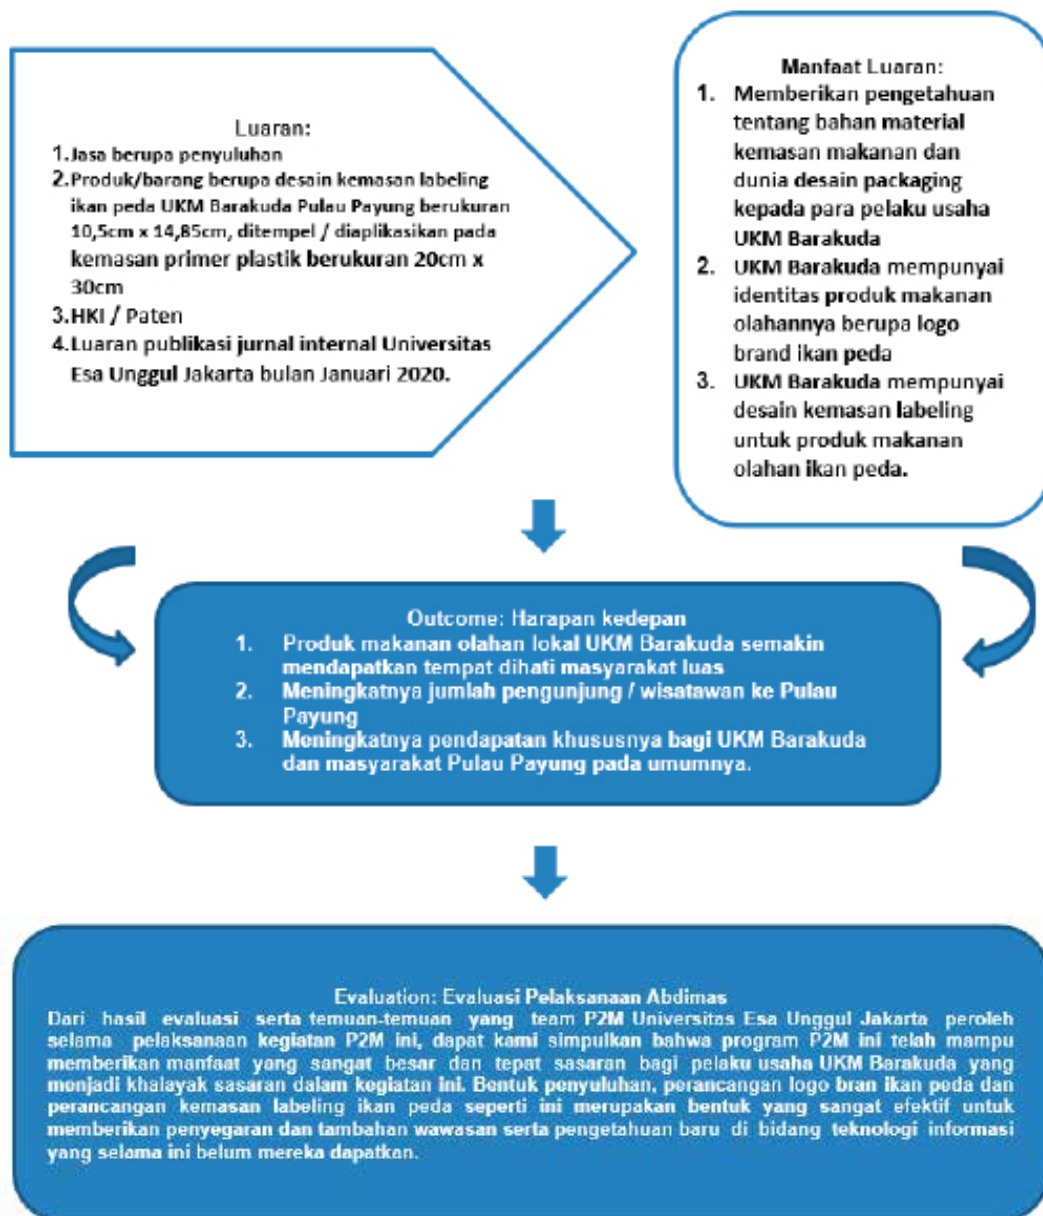 Luaran:
1.Jasa berupa penyuluhan
2.Produk/barang berupa desain kemasan labeling
ikan peda UKM Barakuda Pulau Payung berukuran
10,5cm x 14,85cm, ditempel / diaplikasikan pada
kemasan primer plastik berukuran 20cm x
30cm
3.HKI / Paten
4.Luaran publikasi jurnal internal Universitas
Esa Unggul Jakarta bulan Januari 2020.
Manfaat Luaran:
1. Memberikan pengetahuan
tentang bahan material
kemasan makanan dan
dunia desain packaging
kepada para pelaku usaha
UKM Barakuda
2. UKM Barakuda mempunyai
identitas produk makanan
olahannya berupa logo
brand ikan peda
3. UKM Barakuda mempunyai
desain kemasan labeling
untuk produk makanan
olahan ikan peda.
Outcome: Harapan kedepan
1. Produk makanan olahan lokal UKM Barakuda semakin
mendapatkan tempat dihati masyarakat luas
2. Meningkatnya jumlah pengunjung / wisatawan ke Pulau
Payung
3. Meningkatnya pendapatan khususnya bagi UKM Barakuda
dan masyarakat Pulau Payung pada umumnya.
Evaluation: Evaluasi Pelaksanaan Abdimas
Dari hasil evaluasi serta temuan-temuan yang team P2M Universitas Esa Unggul Jakarta peroleh
selama pelaksanaan kegiatan P2M ini, dapat kami simpulkan bahwa program P2M ini telah mampu
memberikan manfaat yang sangat besar dan tepat sasaran bagi pelaku usaha UKM Barakuda yang
menjadi khalayak sasaran dalam kegiatan ini. Bentuk penyuluhan, perancangan logo bran ikan peda dan
perancangan kemasan labeling ikan peda seperti ini merupakan bentuk yang sangat efektif untuk
memberikan penyegaran dan tambahan wawasan serta pengetahuan baru di bidang teknologi informasi
yang selama ini belum mereka dapatkan.